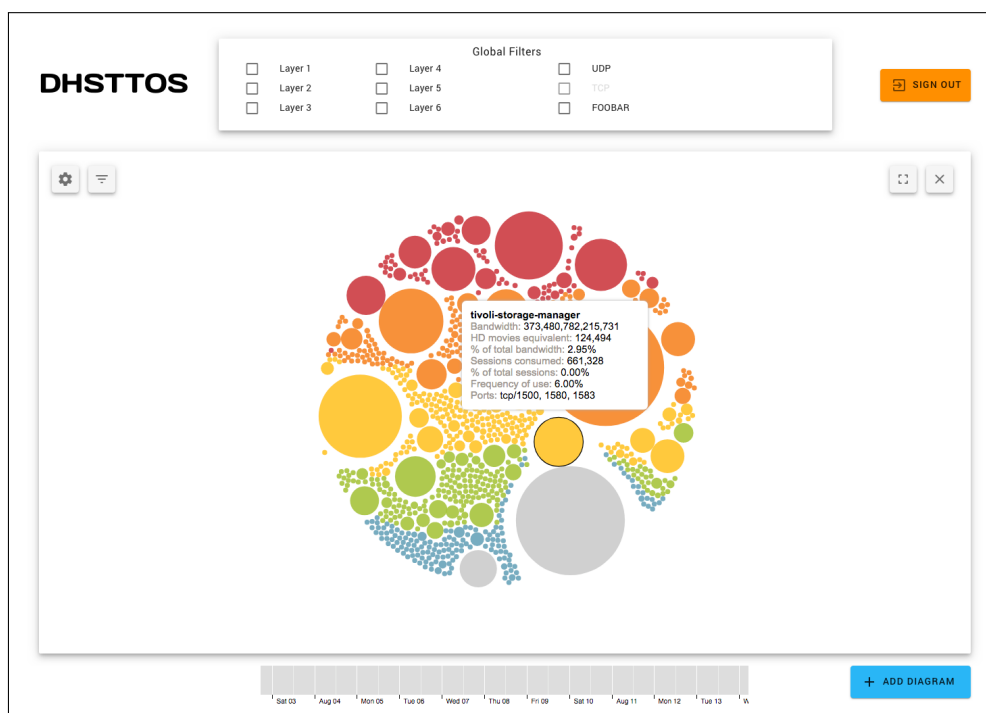 Global Filters
DHSTTOS
Layer 1
Layer 4
UDP
Layer 2
Layer 5
TCP
Layer 3
Layer 6
FOOBAR
SIGN OUT
tivoli-storage-manager
Bandwidth: 373,480,782,215,731
HD movies equivalent: 124,494
% of total bandwidth: 2.95%
Sessions consumed: 661,328
% of total sessions: 0.00%
Frequency of use: 6.00%
Ports: tcp/1500, 1580, 1583
Sat 03 Aug 04 Mon 05 Tue 06 Wed 07 Thu 08 Fri 09 Sat 10 Aug 11 Mon 12 Tue 13
+ ADD DIAGRAM